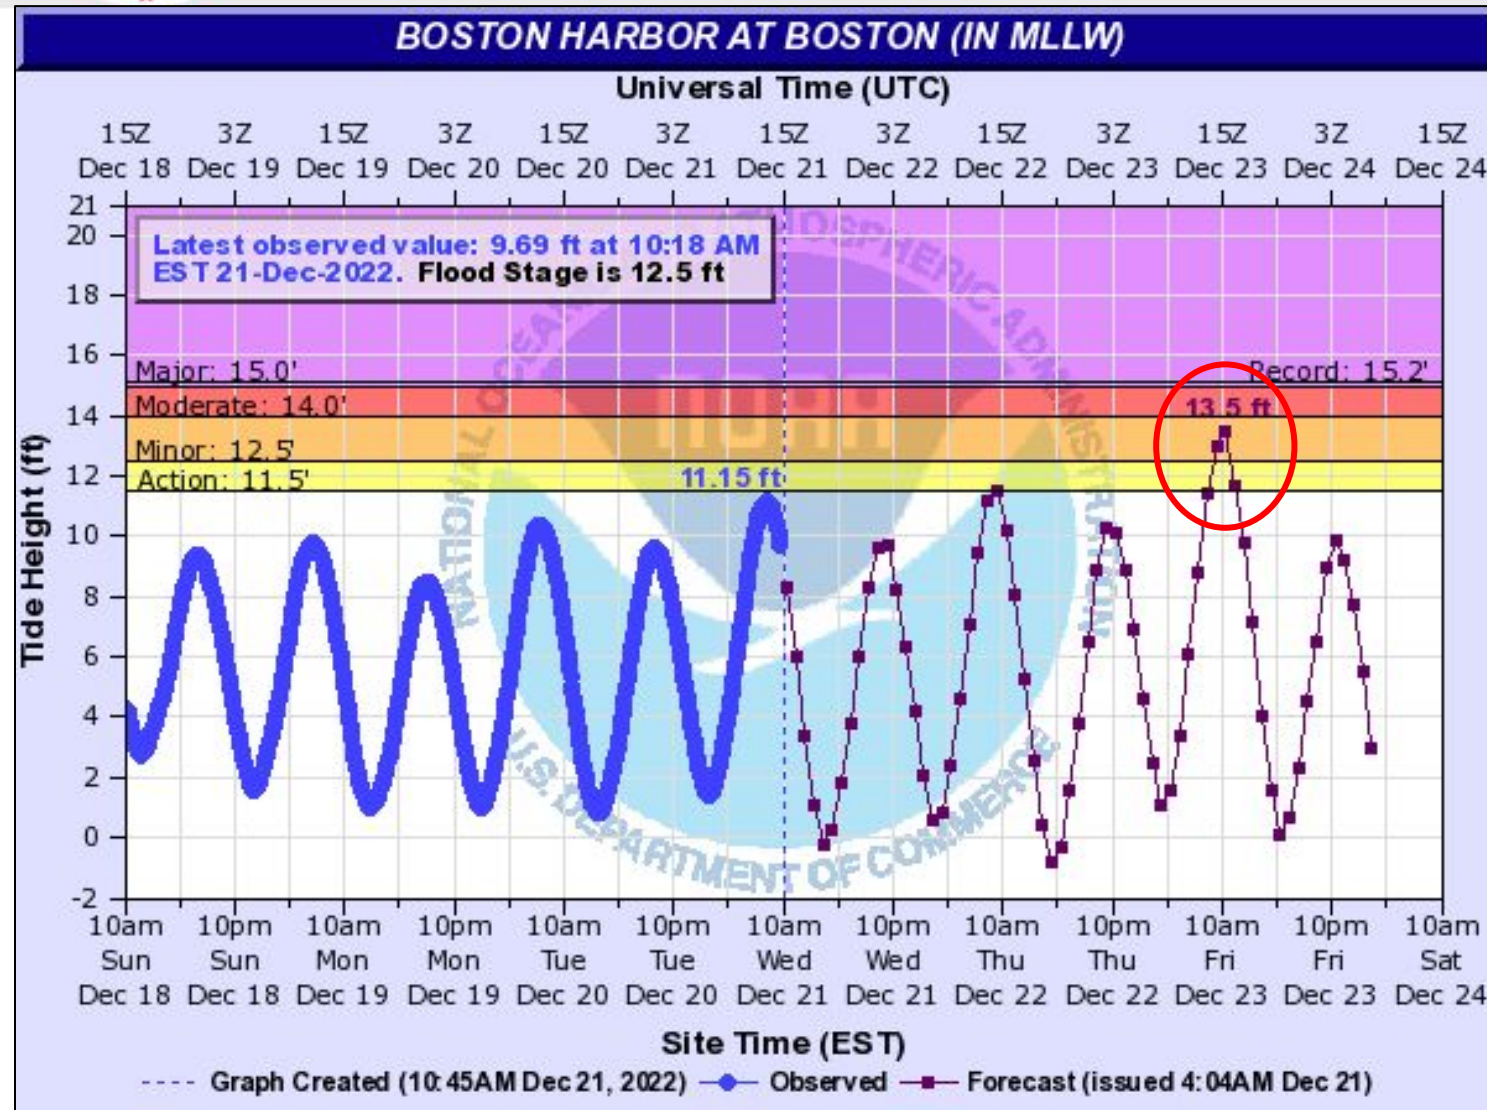 BOSTON HARBOR AT BOSTON (IN MLLW)
Universal Time (UTC)
15Z 3Z 15Z 3Z 15Z 3Z 15Z 3Z 15Z 3Z 15Z 3Z 15Z
Dec 18 Dec 19 Dec 19 Dec 20 Dec 20 Dec 21 Dec 21 Dec 22 Dec 22 Dec 23 Dec 23 Dec 24 Dec 24
21
20
18
16
14
12
10
8
6
4
2
0
-2
Tide Height (ft)
Latest observed value: 9.69 ft at 10:18 AM
EST 21-Dec-2022. Flood Stage is 12.5 ft
Major: 15.0'
Record: 15.2'
Moderate: 14.0'
13.5 ft
Minor: 12.5'
Action: 11.5'
11.15 ft
NOAA
U.S. DEPARTMENT OF COMMERCE
10am 10pm 10am 10pm 10am 10pm 10am 10pm 10am 10pm 10am 10pm 10am
Sun Sun Mon Mon Tue Tue Wed Wed Thu Thu Fri Fri Sat
Dec 18 Dec 18 Dec 19 Dec 19 Dec 20 Dec 20 Dec 21 Dec 21 Dec 22 Dec 22 Dec 23 Dec 23 Dec 24
Site Time (EST)
Graph Created (10:45AM Dec 21, 2022) Observed Forecast (issued 4:04AM Dec 21)